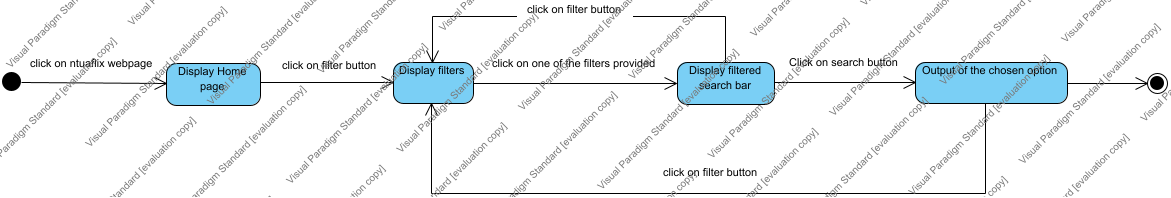 click on filter button
click on ntuaflix webpage
Display Home
page
click on filter button
Display filters
click on one of the filters provided
Display filtered
search bar
Click on search button
Output of the chosen option
click on filter button
Visual Paradigm Standard [evaluation copy]